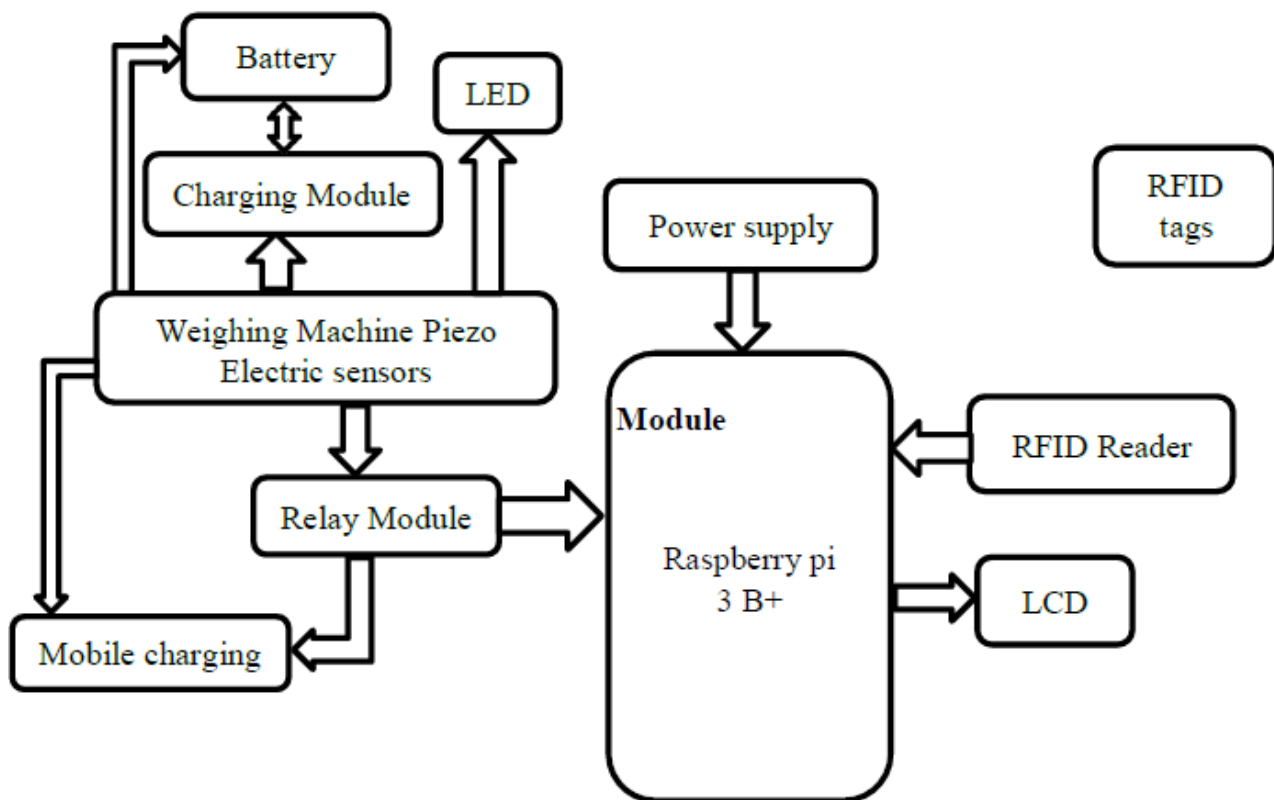 Battery
LED
Charging Module
Power supply
RFID
tags
Weighing Machine Piezo
Electric sensors
Module
RFID Reader
Relay Module
Raspberry pi
3 B+
LCD
Mobile charging